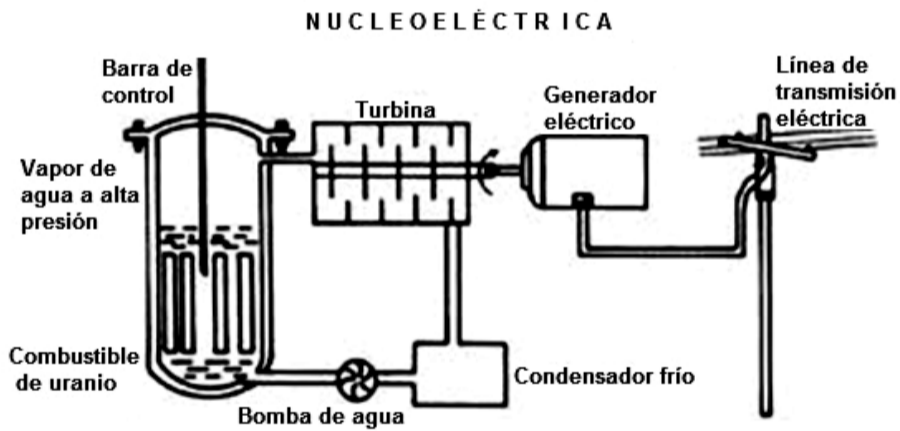 NUCLEOELÉCTRICA
Barra de
control
Turbina
Generador
eléctrico
Línea de
transmisión
eléctrica
Vapor de
agua a alta
presión
Combustible
de uranio
Bomba de agua
Condensador frío